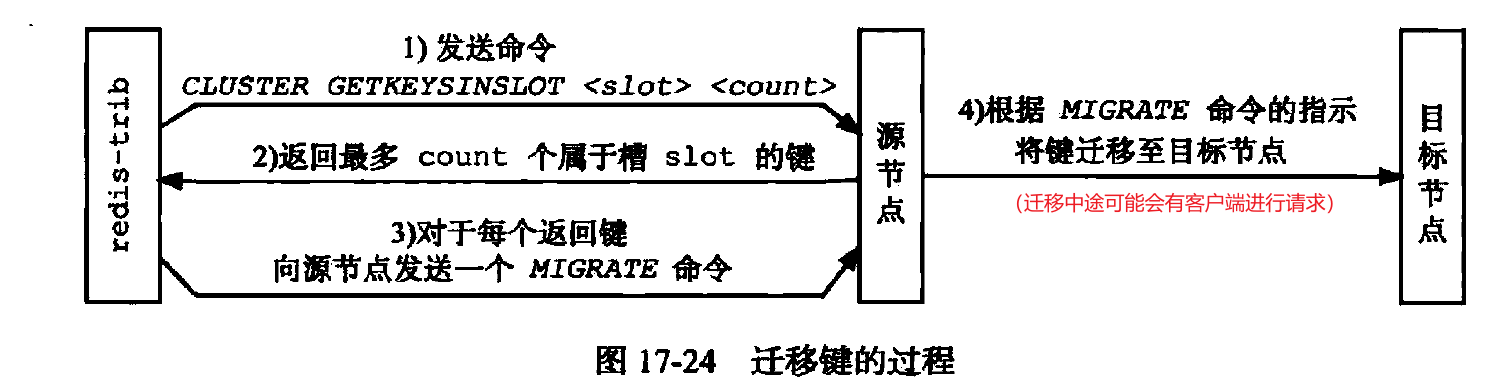 redis-trib
1) 发送命令
CLUSTER GETKEYSINSLOT <slot> <count>
2)返回最多 count 个属于槽 slot 的键
3)对于每个返回键
向源节点发送一个 MIGRATE 命令
源节点
4)根据 MIGRATE 命令的指示
将键迁移至目标节点
(迁移中途可能会有客户端进行请求)
目标节点
图 17-24 迁移键的过程